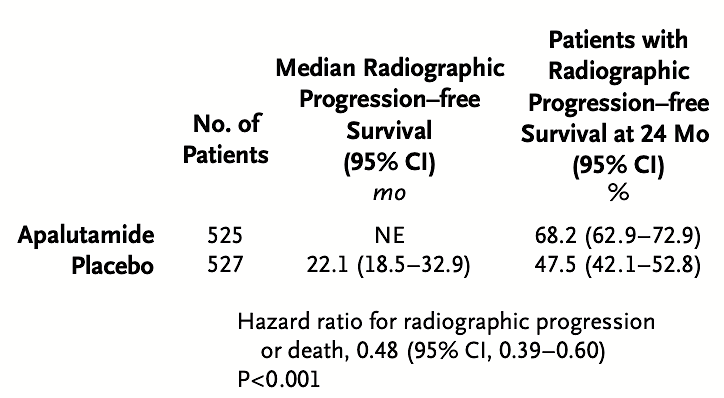 No. of
Patients
Median Radiographic
Progression–free
Survival
(95% CI)
mo
Patients with
Radiographic
Progression–free
Survival at 24 Mo
(95% CI)
%
Apalutamide 525 NE 68.2 (62.9–72.9)
Placebo 527 22.1 (18.5–32.9) 47.5 (42.1–52.8)
Hazard ratio for radiographic progression
or death, 0.48 (95% CI, 0.39–0.60)
P<0.001